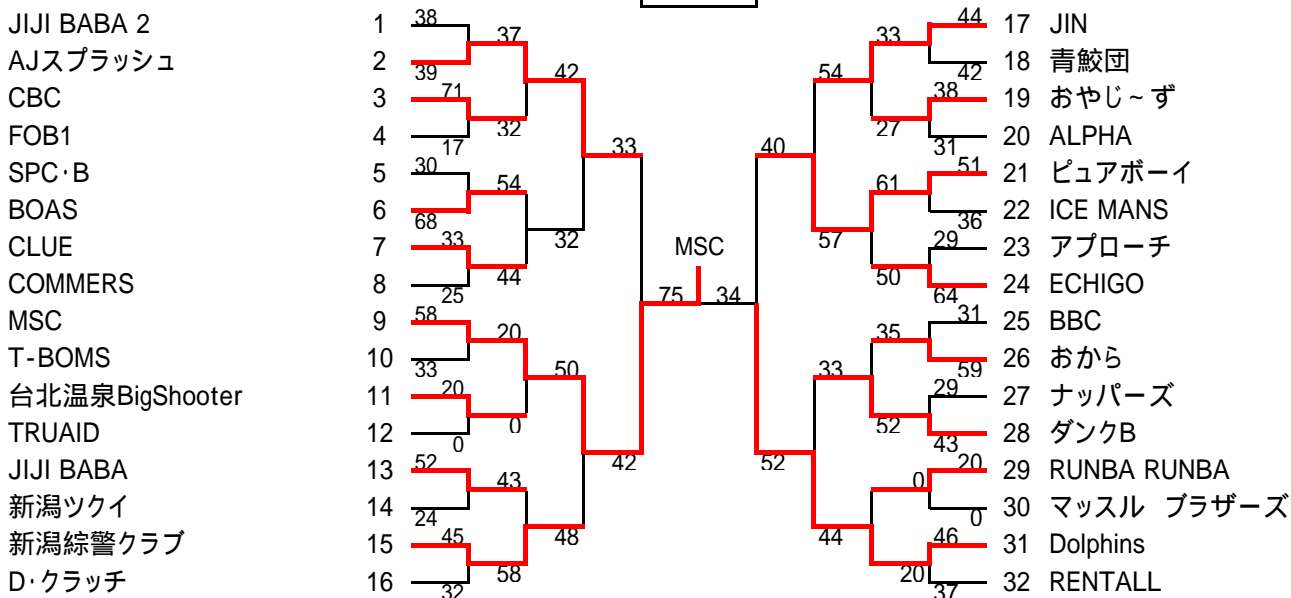 JIJI BABA 2 1 38
37
AJスプラッシュ 2 39
42
CBC 3 71
32
FOB1 4 17
33
SPC・B 5 30
54
BOAS 6 68
32
CLUE 7 33
44
COMMERS 8 25
MSC 9 58
20
T-BOMS 10 33
50
台北温泉BigShooter 11 20
0
TRUAID 12 0
42
JIJI BABA 13 52
43
新潟ツクイ 14 24
48
新潟綜警クラブ 15 45
58
D・クラッチ 16 32
MSC
75 34
44 17 JIN
33
42 18 青鮫団
54
38 19 おやじ~ず
27
31 20 ALPHA
40
51 21 ピュアボーイ
61
36 22 ICE MANS
57
29 23 アプローチ
50
64 24 ECHIGO
31 25 BBC
35
59 26 おから
33
29 27 ナッパーズ
52
43 28 ダンクB
52
20 29 RUNBA RUNBA
0
0 30 マッスル ブラザーズ
44
46 31 Dolphins
20
37 32 RENTALL